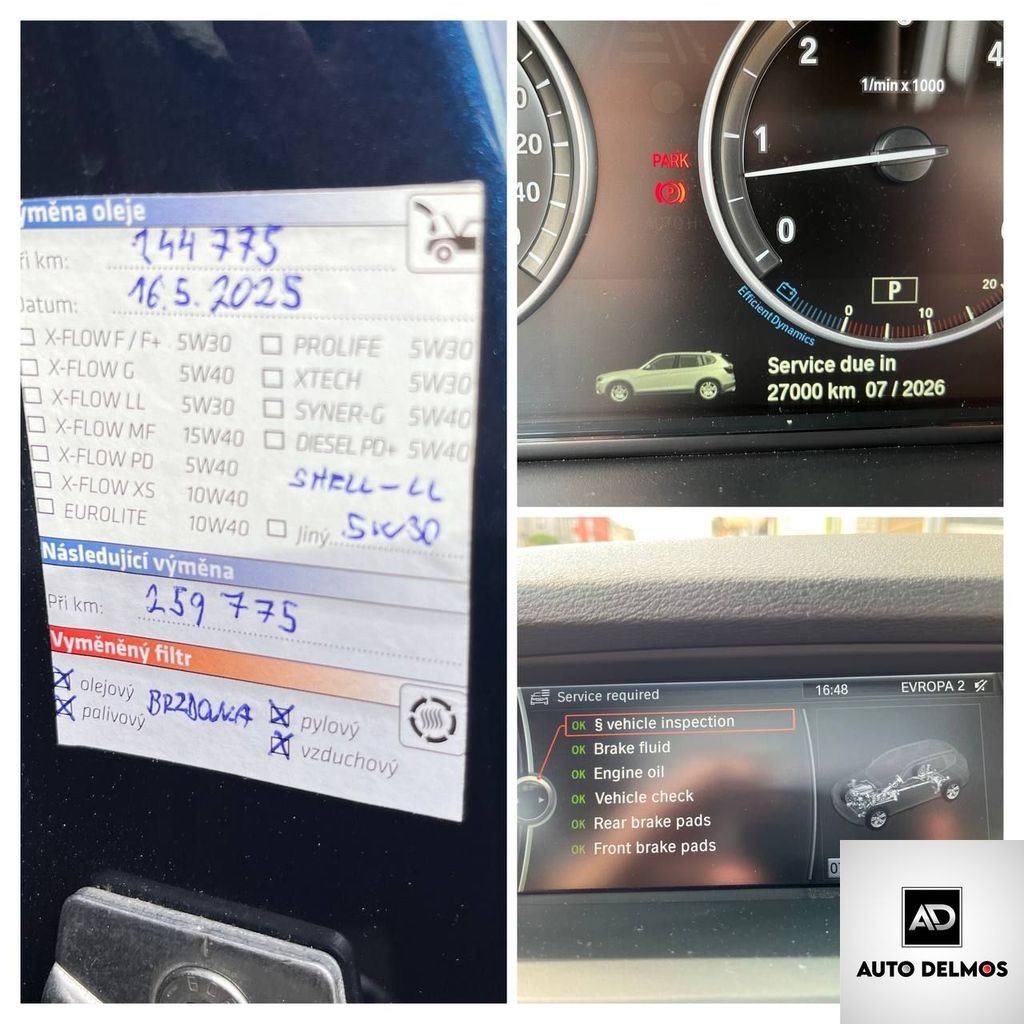 ýměna oleje
ři km: 244 775
Datum: 16.5.2025
X-FLOW F / F+ 5W30 PROLIFE 5W30
X-FLOW G 5W40 XTECH 5W30
X-FLOW LL 5W30 SYNER-G 5W40
X-FLOW MF 15W40 DIESEL PD+ 5W40
X-FLOW PD 5W40 SHELL-LL
X-FLOW XS 10W40
EUROLITE 10W40 Jiný 5W30
Následující výměna
Při km: 259 775
Vyměněný filtr
olejový BRZDOVKA pylový
palivový vzduchový
20
40
2
4
1/min x 1000
1
0
PARK
P
Efficient Dynamics
P
0 10 20
Service due in
27000 km 07 / 2026
Service required 16:48 EVROPA 2
OK § vehicle inspection
OK Brake fluid
OK Engine oil
OK Vehicle check
OK Rear brake pads
OK Front brake pads
AD
AUTO DELMOS